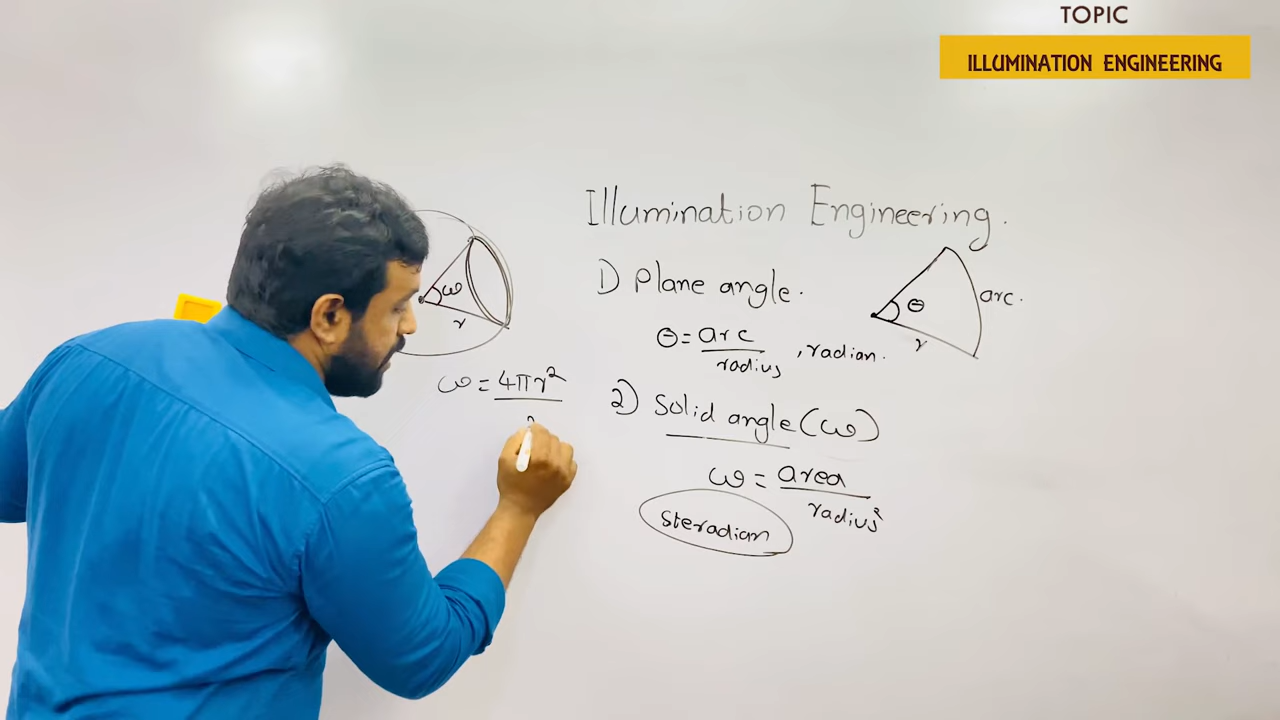 TOPIC
ILLUMINATION ENGINEERING
Illumination Engineering.
1) Plane angle.
θ = arc / radius , radian.
θ
r
arc.
2) Solid angle (ω)
ω = area / radius²
steradian
ω
r
ω = 4πr²